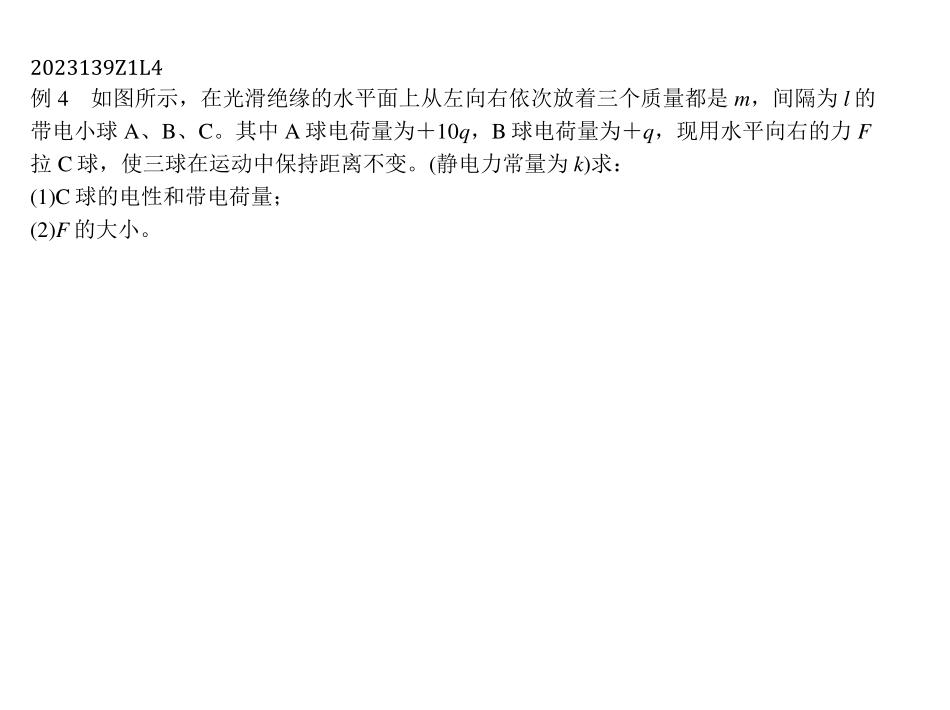 2023139Z1L4
例 4　如图所示，在光滑绝缘的水平面上从左向右依次放着三个质量都是 m，间隔为 l 的
带电小球 A、B、C。其中 A 球电荷量为＋10q，B 球电荷量为＋q，现用水平向右的力 F
拉 C 球，使三球在运动中保持距离不变。(静电力常量为 k)求：
(1)C 球的电性和带电荷量；
(2)F 的大小。